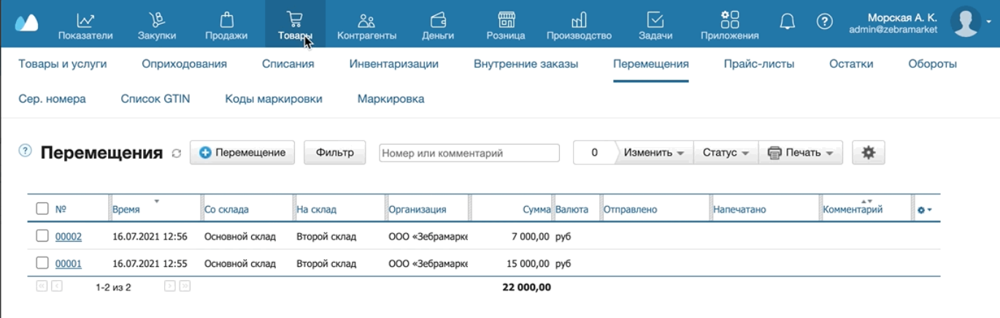 Показатели Закупки Продажи Товары Контрагенты Деньги Розница Производство Задачи Приложения ? Морская А. К.
admin@zebramarket
Товары и услуги Оприходования Списания Инвентаризации Внутренние заказы Перемещения Прайс-листы Остатки Обороты
Сер. номера Список GTIN Коды маркировки Маркировка
? Перемещения Перемещение Фильтр Номер или комментарий 0 Изменить Статус Печать
№ Время Со склада На склад Организация Сумма Валюта Отправлено Напечатано Комментарий
00002 16.07.2021 12:56 Основной склад Второй склад ООО «Зебрамарке 7 000,00 руб
00001 16.07.2021 12:55 Основной склад Второй склад ООО «Зебрамарке 15 000,00 руб
1-2 из 2 22 000,00